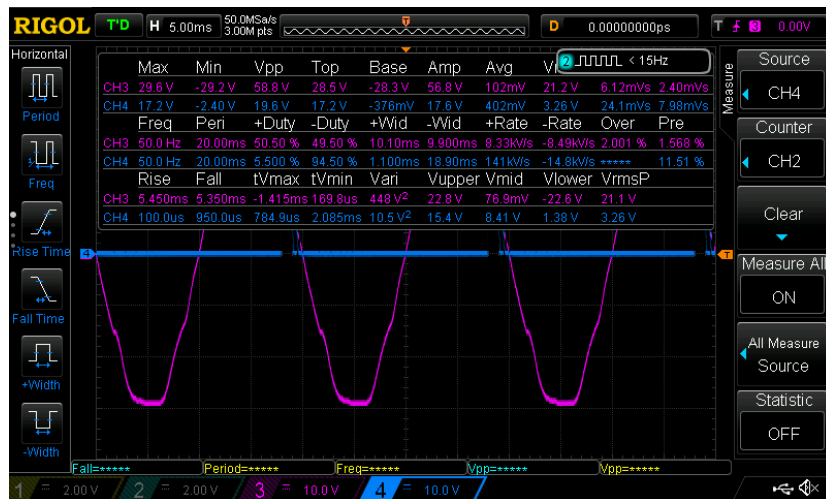 RIGOL T'D H 5.00ms 50.0MSa/s 3.00M pts D 0.00000000ps T 3 0.00V
Horizontal
Period
Freq
Rise Time
Fall Time
+Width
-Width
Max Min Vpp Top Base Amp Avg 2 < 15Hz
CH3 29.6 V -29.2 V 58.8 V 28.5 V -28.3 V 56.8 V 102mV 21.2 V 6.12mVs 2.40mVs
CH4 17.2 V -2.40 V 19.6 V 17.2 V -376mV 17.6 V 402mV 3.26 V 24.1mVs 7.98mVs
Freq Peri +Duty -Duty +Wid -Wid +Rate -Rate Over Pre
CH3 50.0 Hz 20.00ms 50.50 % 49.50 % 10.10ms 9.900ms 8.33kV/s -8.49kV/s 2.001 % 1.568 %
CH4 50.0 Hz 20.00ms 5.500 % 94.50 % 1.100ms 18.90ms 141kV/s -14.8kV/s ***** 11.51 %
Rise Fall tVmax tVmin Vari Vupper Vmid Vlower VrmsP
CH3 5.450ms 5.350ms -1.415ms 169.8us 448 V² 22.8 V 76.9mV -22.6 V 21.1 V
CH4 100.0us 950.0us 784.9us 2.085ms 10.5 V² 15.4 V 8.41 V 1.38 V 3.26 V
4
T
Measure
Source
CH4
Counter
CH2
Clear
Measure All
ON
All Measure
Source
Statistic
OFF
Fall=***** Period=***** Freq=***** Vpp=***** Vpp=*****
1 = 2.00 V 2 = 2.00 V 3 = 10.0 V 4 = 10.0 V